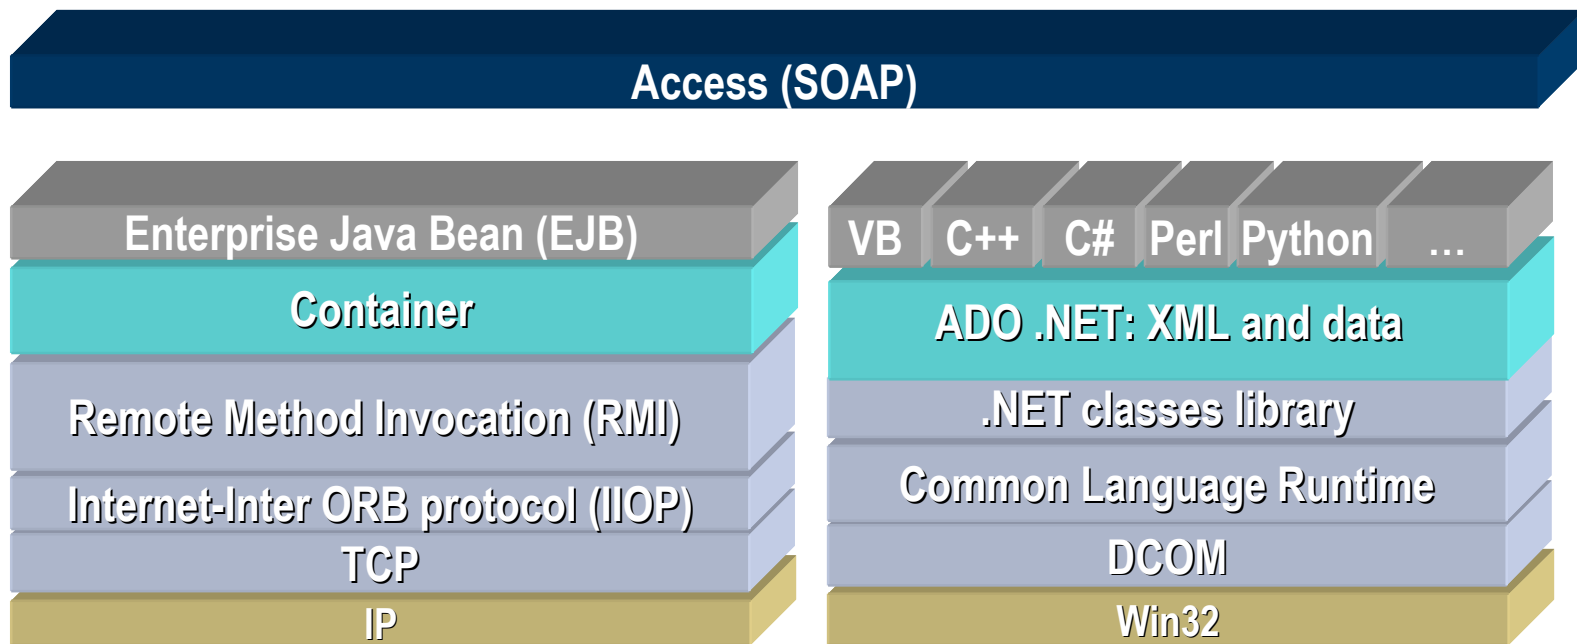 Access (SOAP)
Enterprise Java Bean (EJB)
Container
Remote Method Invocation (RMI)
Internet-Inter ORB protocol (IIOP)
TCP
IP
VB C++ C# Perl Python …
ADO .NET: XML and data
.NET classes library
Common Language Runtime
DCOM
Win32